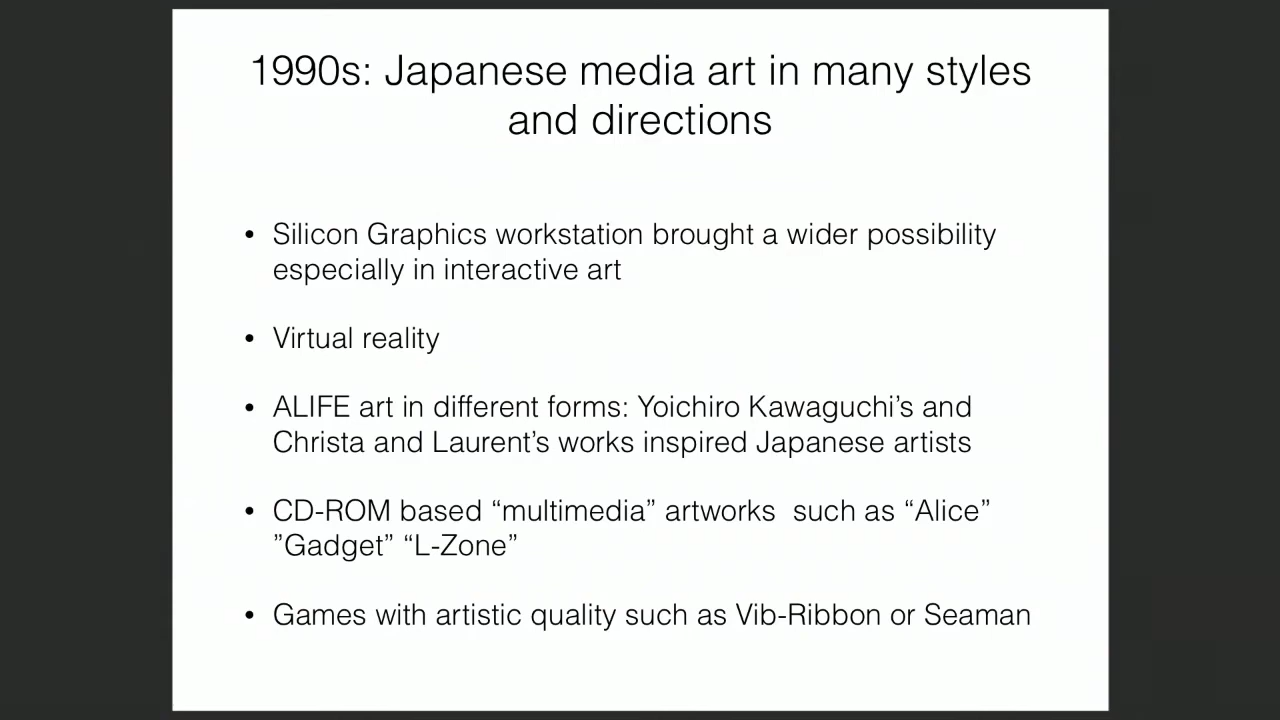 1990s: Japanese media art in many styles
and directions
• Silicon Graphics workstation brought a wider possibility
especially in interactive art
• Virtual reality
• ALIFE art in different forms: Yoichiro Kawaguchi’s and
Christa and Laurent’s works inspired Japanese artists
• CD-ROM based “multimedia” artworks  such as “Alice”
”Gadget” “L-Zone”
• Games with artistic quality such as Vib-Ribbon or Seaman